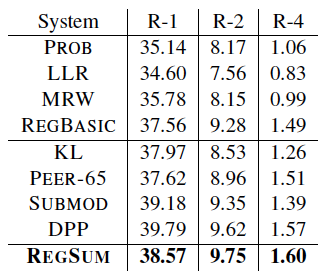 System R-1 R-2 R-4
PROB 35.14 8.17 1.06
LLR 34.60 7.56 0.83
MRW 35.78 8.15 0.99
REGBASIC 37.56 9.28 1.49
KL 37.97 8.53 1.26
PEER-65 37.62 8.96 1.51
SUBMOD 39.18 9.35 1.39
DPP 39.79 9.62 1.57
REGSUM 38.57 9.75 1.60